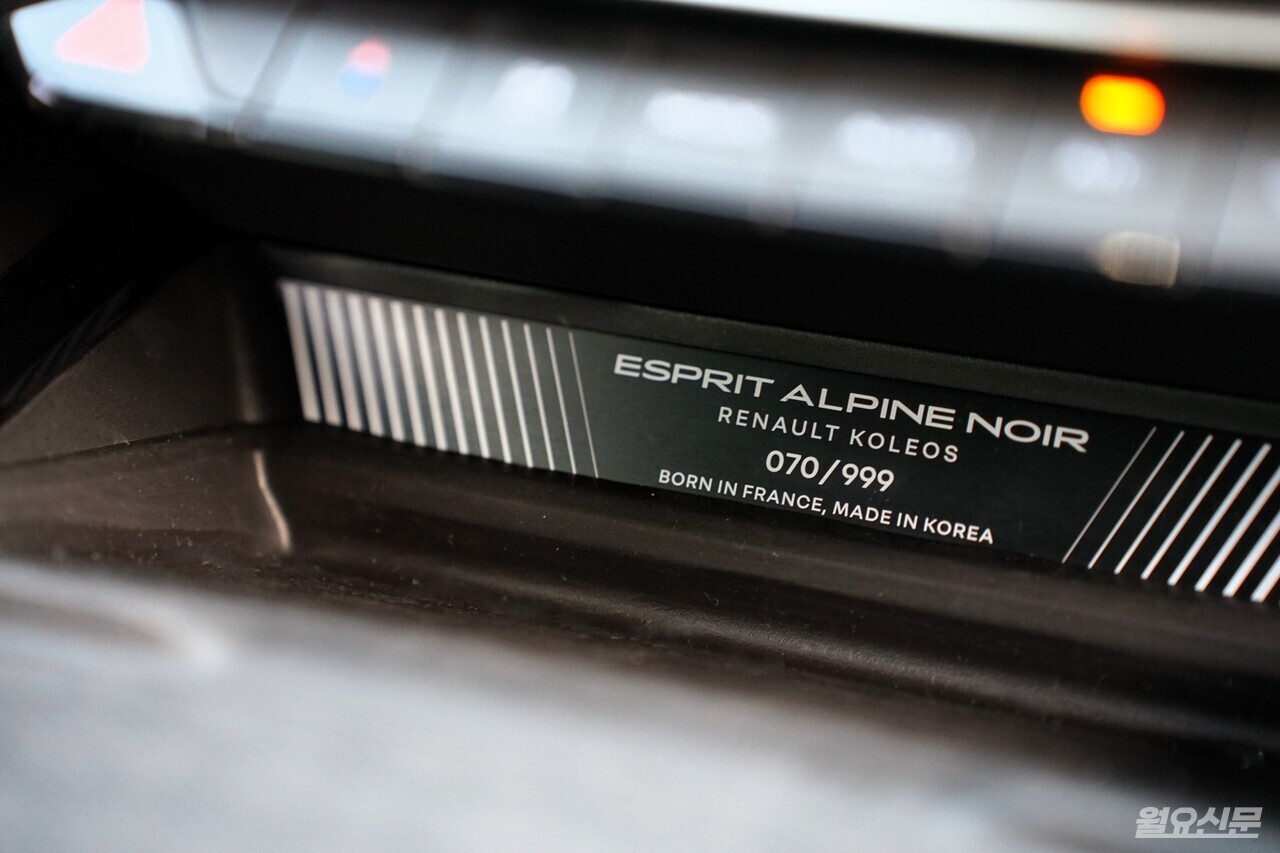 ESPRIT ALPINE NOIR
RENAULT KOLEOS
070/999
BORN IN FRANCE, MADE IN KOREA
월요신문